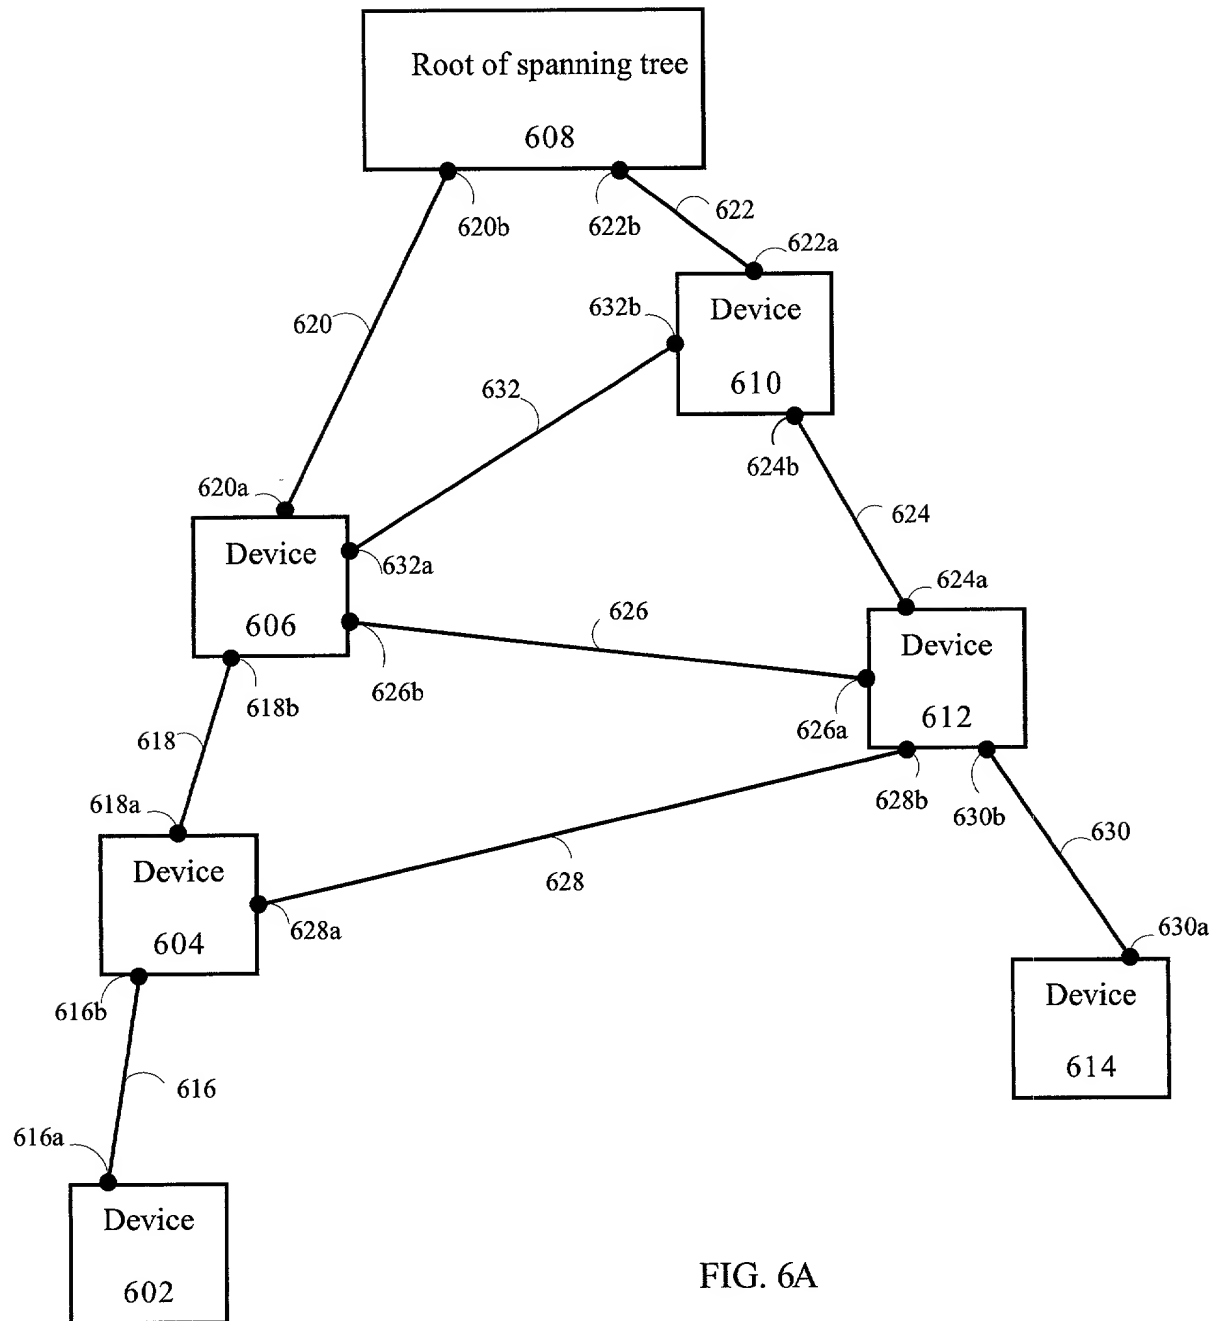 Root of spanning tree
608
620b
622b
622
622a
632b
Device
610
620
632
624b
620a
624
Device
632a
606
624a
626
Device
618b
626b
626a
612
618
628b
630b
618a
630
Device
628
628a
604
630a
616b
Device
616
614
616a
Device
602
FIG. 6A